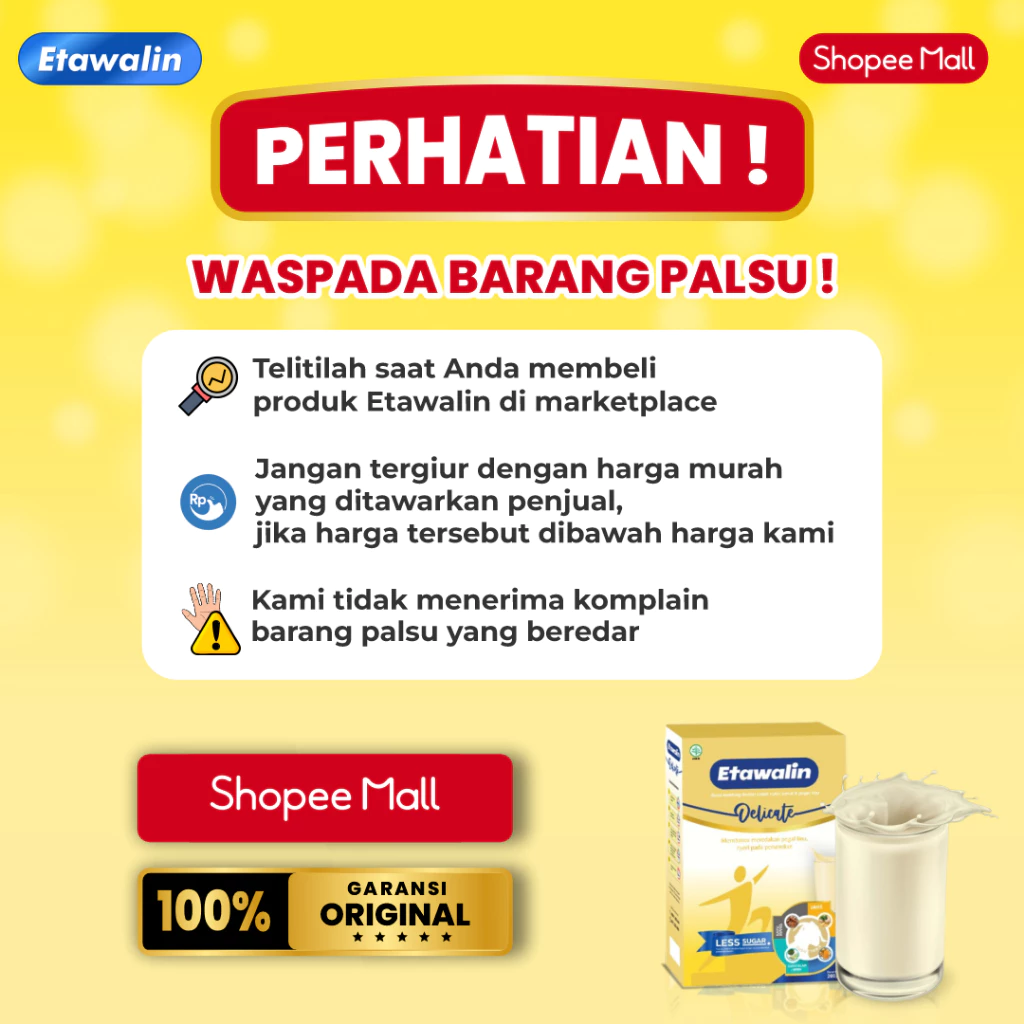 Etawalin
Shopee Mall
PERHATIAN !
WASPADA BARANG PALSU !
Telitilah saat Anda membeli
produk Etawalin di marketplace
Rp
Jangan tergiur dengan harga murah
yang ditawarkan penjual,
jika harga tersebut dibawah harga kami
Kami tidak menerima komplain
barang palsu yang beredar
Shopee Mall
100%
GARANSI
ORIGINAL
Etawalin
Delicate
LESS SUGAR